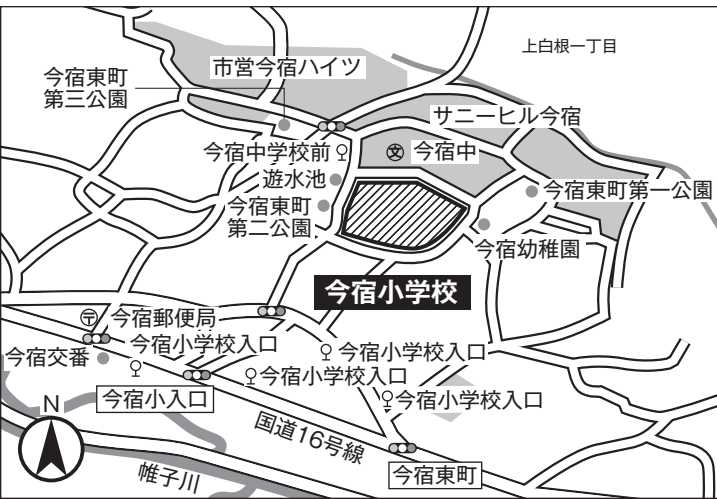 上白根一丁目
市営今宿ハイツ
今宿東町
第三公園
サニーヒル今宿
今宿中学校前
文 今宿中
遊水池
今宿東町第一公園
今宿東町
第二公園
今宿幼稚園
今宿小学校
〒 今宿郵便局
今宿小学校入口
今宿小学校入口
今宿交番
今宿小学校入口
今宿小入口
今宿小学校入口
N
国道16号線
今宿東町
帷子川